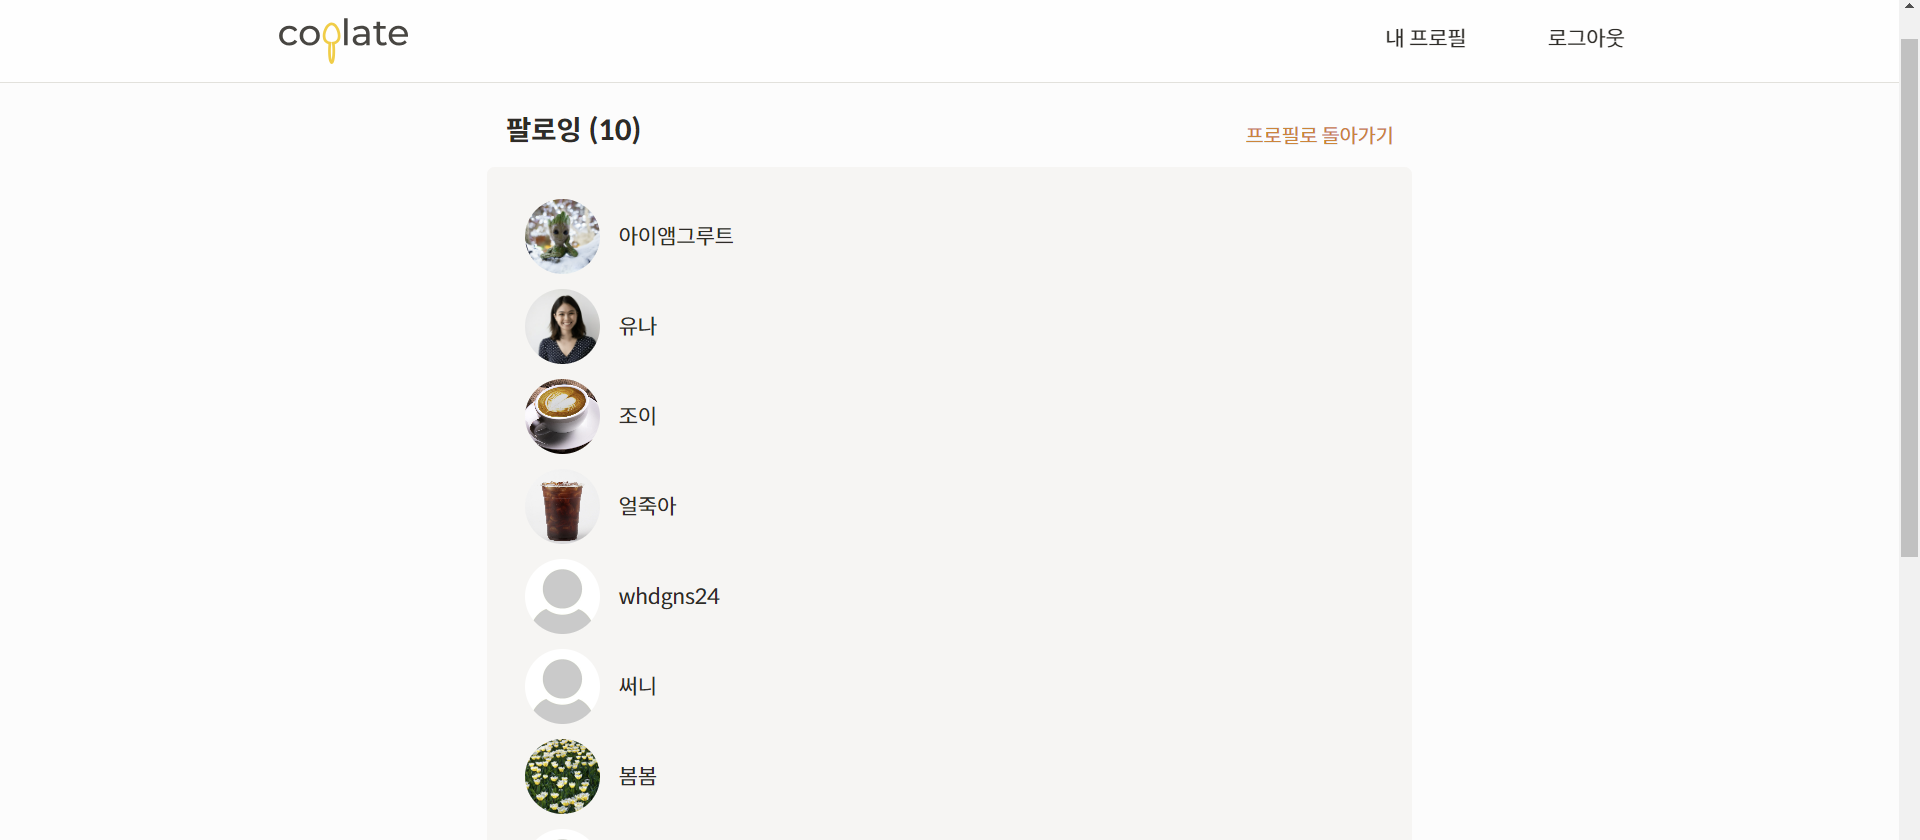 coolate
내 프로필
로그아웃
팔로잉 (10)
프로필로 돌아가기
아이앰그루트
유나
조이
얼죽아
whdgns24
써니
봄봄